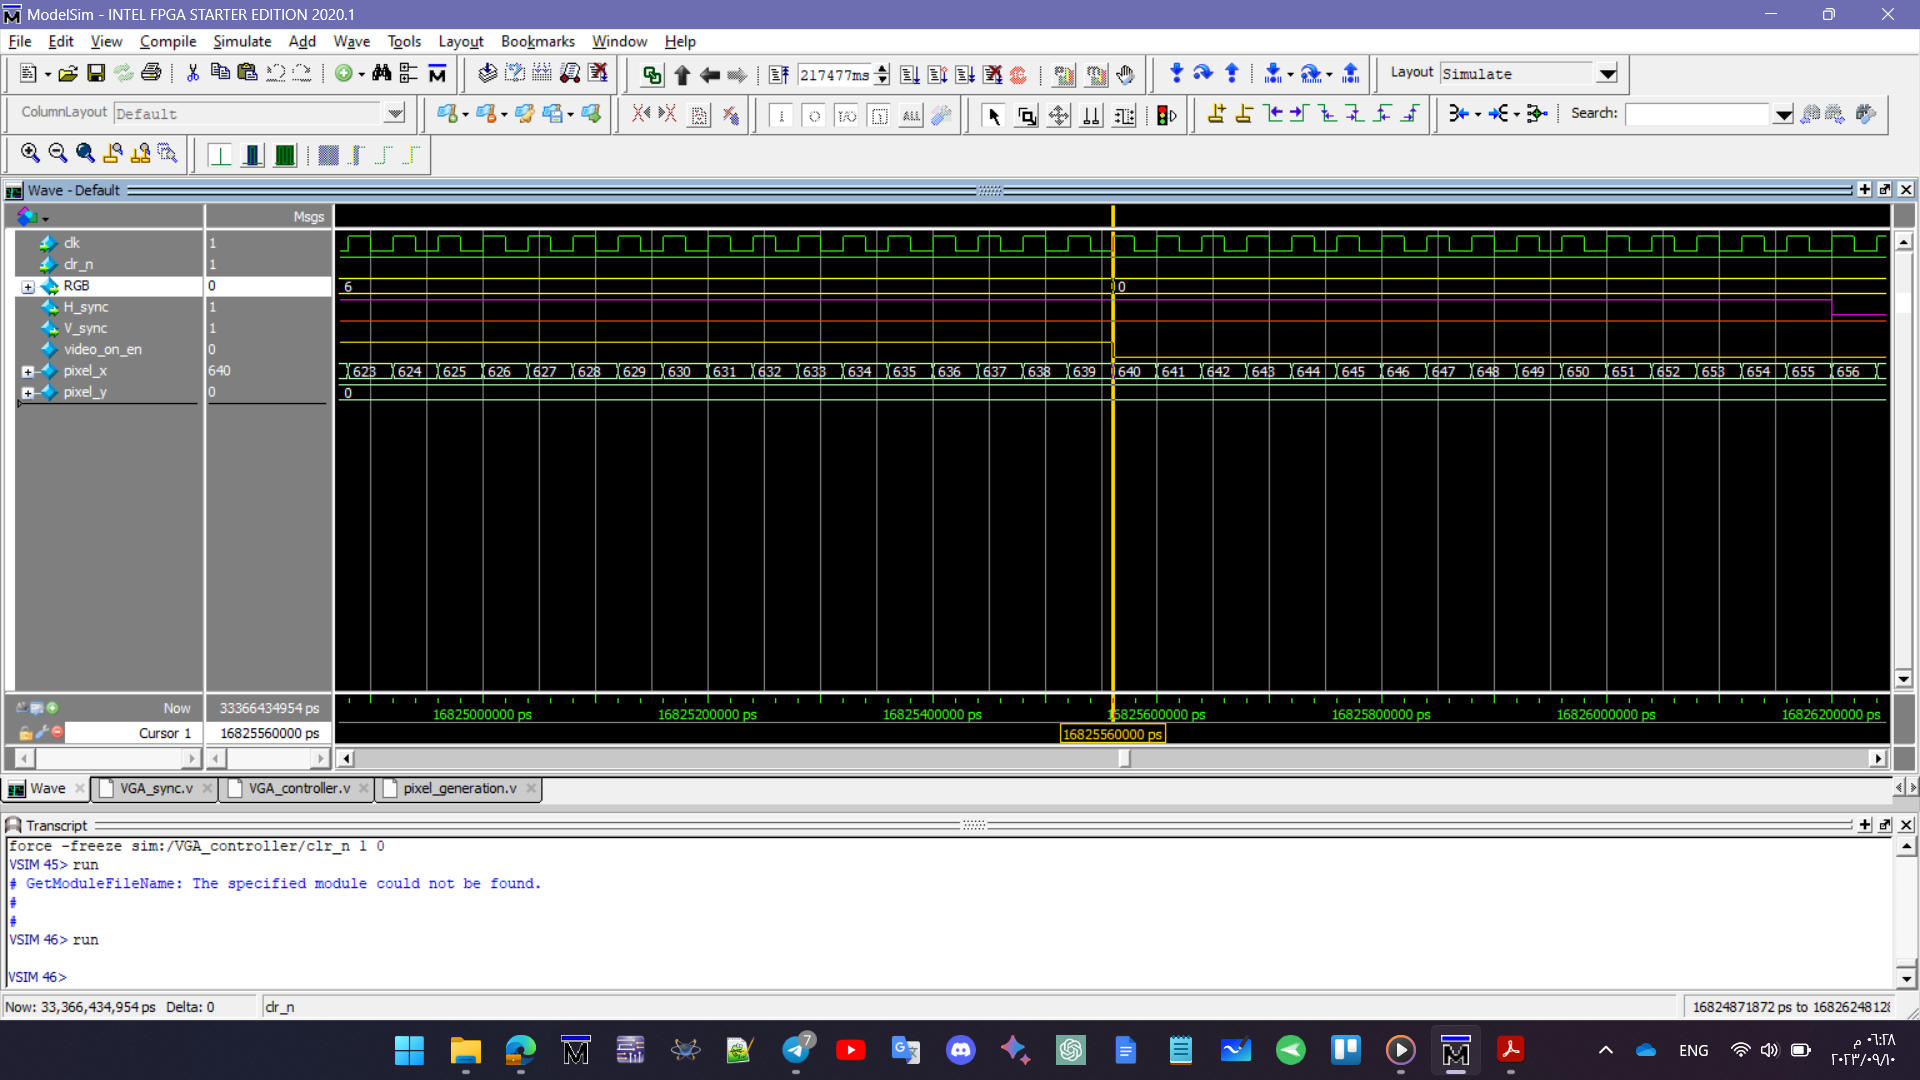 ModelSim - INTEL FPGA STARTER EDITION 2020.1
File Edit View Compile Simulate Add Wave Tools Layout Bookmarks Window Help
217477ms Layout Simulate
ColumnLayout Default Search:
Wave - Default
Msgs
clk 1
clr_n 1
RGB 0 6 0
H_sync 1
V_sync 1
video_on_en 0
pixel_x 640 623 624 625 626 627 628 629 630 631 632 633 634 635 636 637 638 639 640 641 642 643 644 645 646 647 648 649 650 651 652 653 654 655 656
pixel_y 0 0
Now 33366434954 ps 16825000000 ps 16825200000 ps 16825400000 ps 16825600000 ps 16825800000 ps 16826000000 ps 16826200000 ps
Cursor 1 16825560000 ps 16825560000 ps
Wave VGA_sync.v VGA_controller.v pixel_generation.v
Transcript
force -freeze sim:/VGA_controller/clr_n 1 0
VSIM 45> run
# GetModuleFileName: The specified module could not be found.
#
#
VSIM 46> run
VSIM 46>
Now: 33,366,434,954 ps Delta: 0 clr_n 16824871872 ps to 1682624812
7 ENG ٠٦:٢٨ م
٢٠٢٣/٠٩/١٠